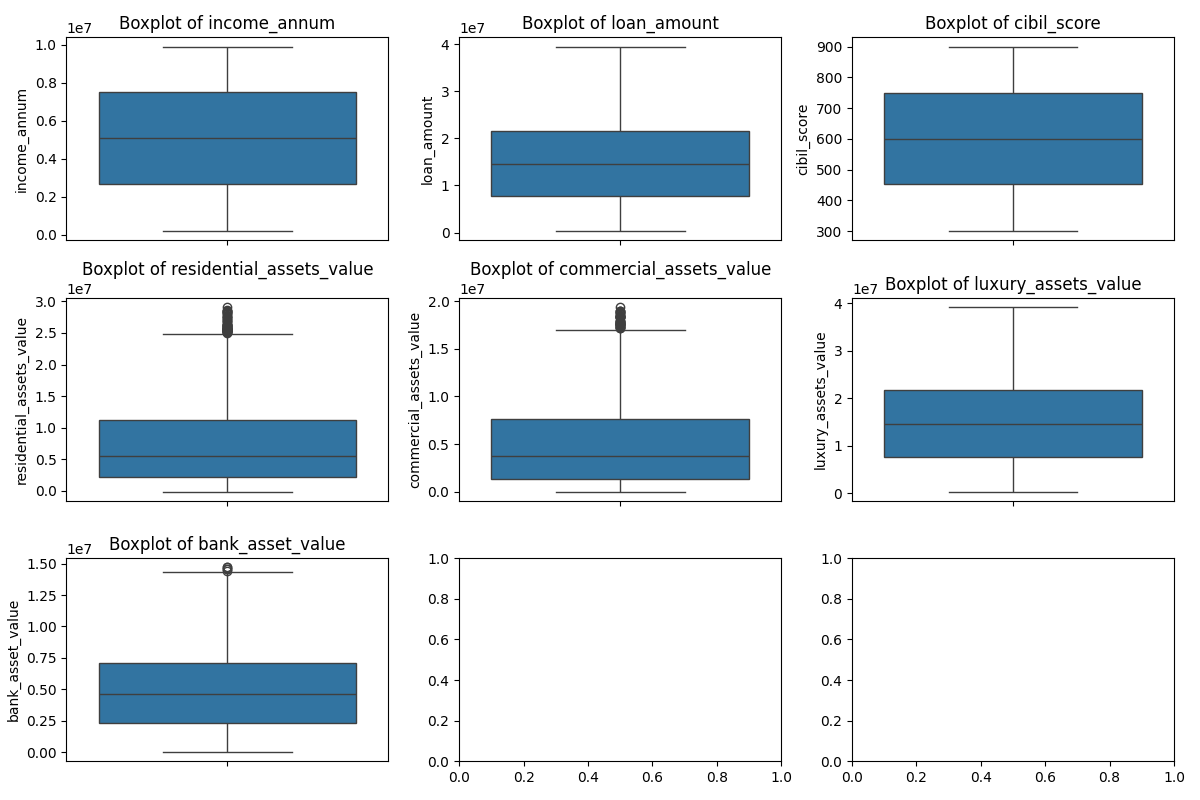 Boxplot of income_annum
1e7
income_annum
1.0
0.8
0.6
0.4
0.2
0.0
Boxplot of loan_amount
1e7
loan_amount
4
3
2
1
0
Boxplot of cibil_score
cibil_score
900
800
700
600
500
400
300
Boxplot of residential_assets_value
1e7
residential_assets_value
3.0
2.5
2.0
1.5
1.0
0.5
0.0
Boxplot of commercial_assets_value
1e7
commercial_assets_value
2.0
1.5
1.0
0.5
0.0
Boxplot of luxury_assets_value
1e7
luxury_assets_value
4
3
2
1
0
Boxplot of bank_asset_value
1e7
bank_asset_value
1.50
1.25
1.00
0.75
0.50
0.25
0.00
1.0
0.8
0.6
0.4
0.2
0.0
0.0 0.2 0.4 0.6 0.8 1.0
1.0
0.8
0.6
0.4
0.2
0.0
0.0 0.2 0.4 0.6 0.8 1.0